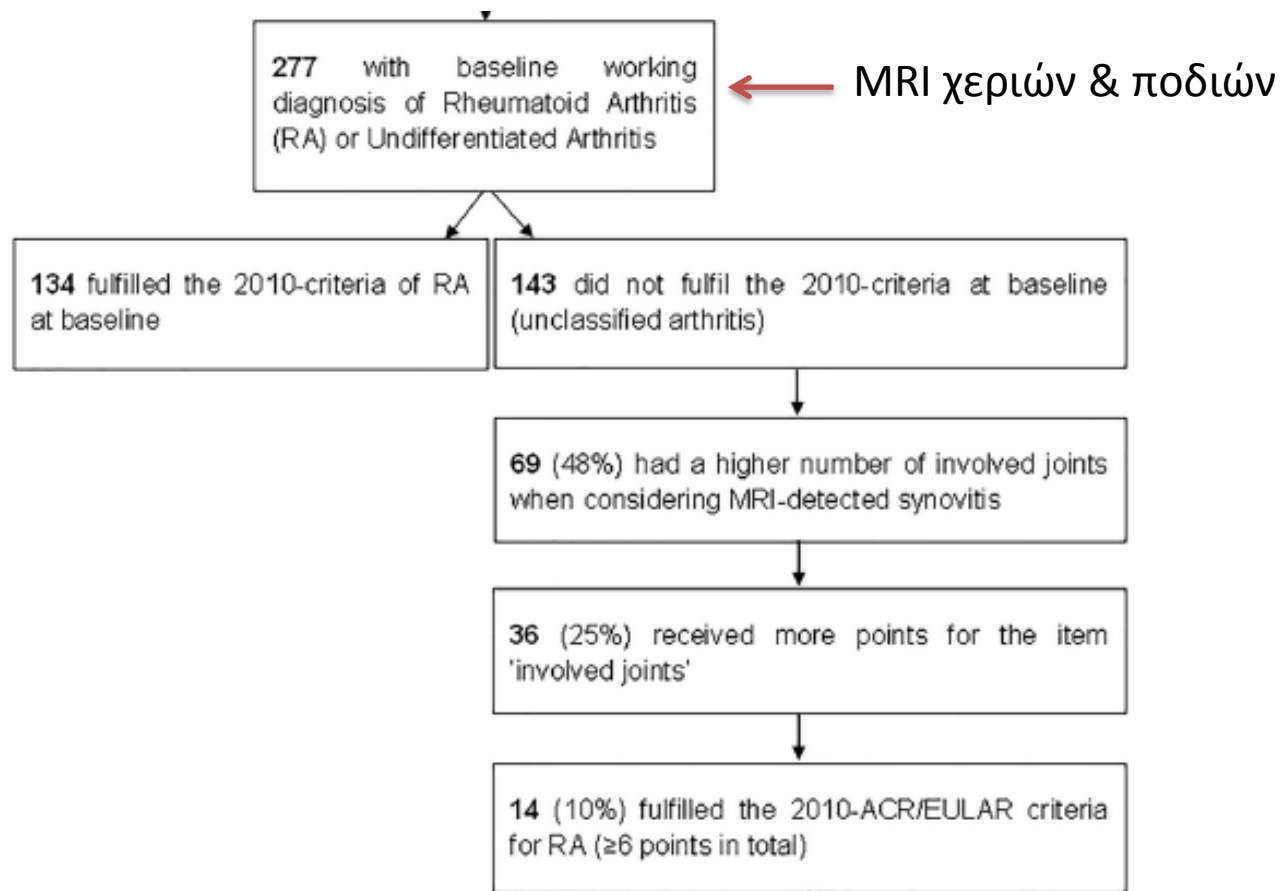 277 with baseline working
diagnosis of Rheumatoid Arthritis
(RA) or Undifferentiated Arthritis
MRI χεριών & ποδιών
134 fulfilled the 2010-criteria of RA
at baseline
143 did not fulfil the 2010-criteria at baseline
(unclassified arthritis)
69 (48%) had a higher number of involved joints
when considering MRI-detected synovitis
36 (25%) received more points for the item
'involved joints'
14 (10%) fulfilled the 2010-ACR/EULAR criteria
for RA (≥6 points in total)